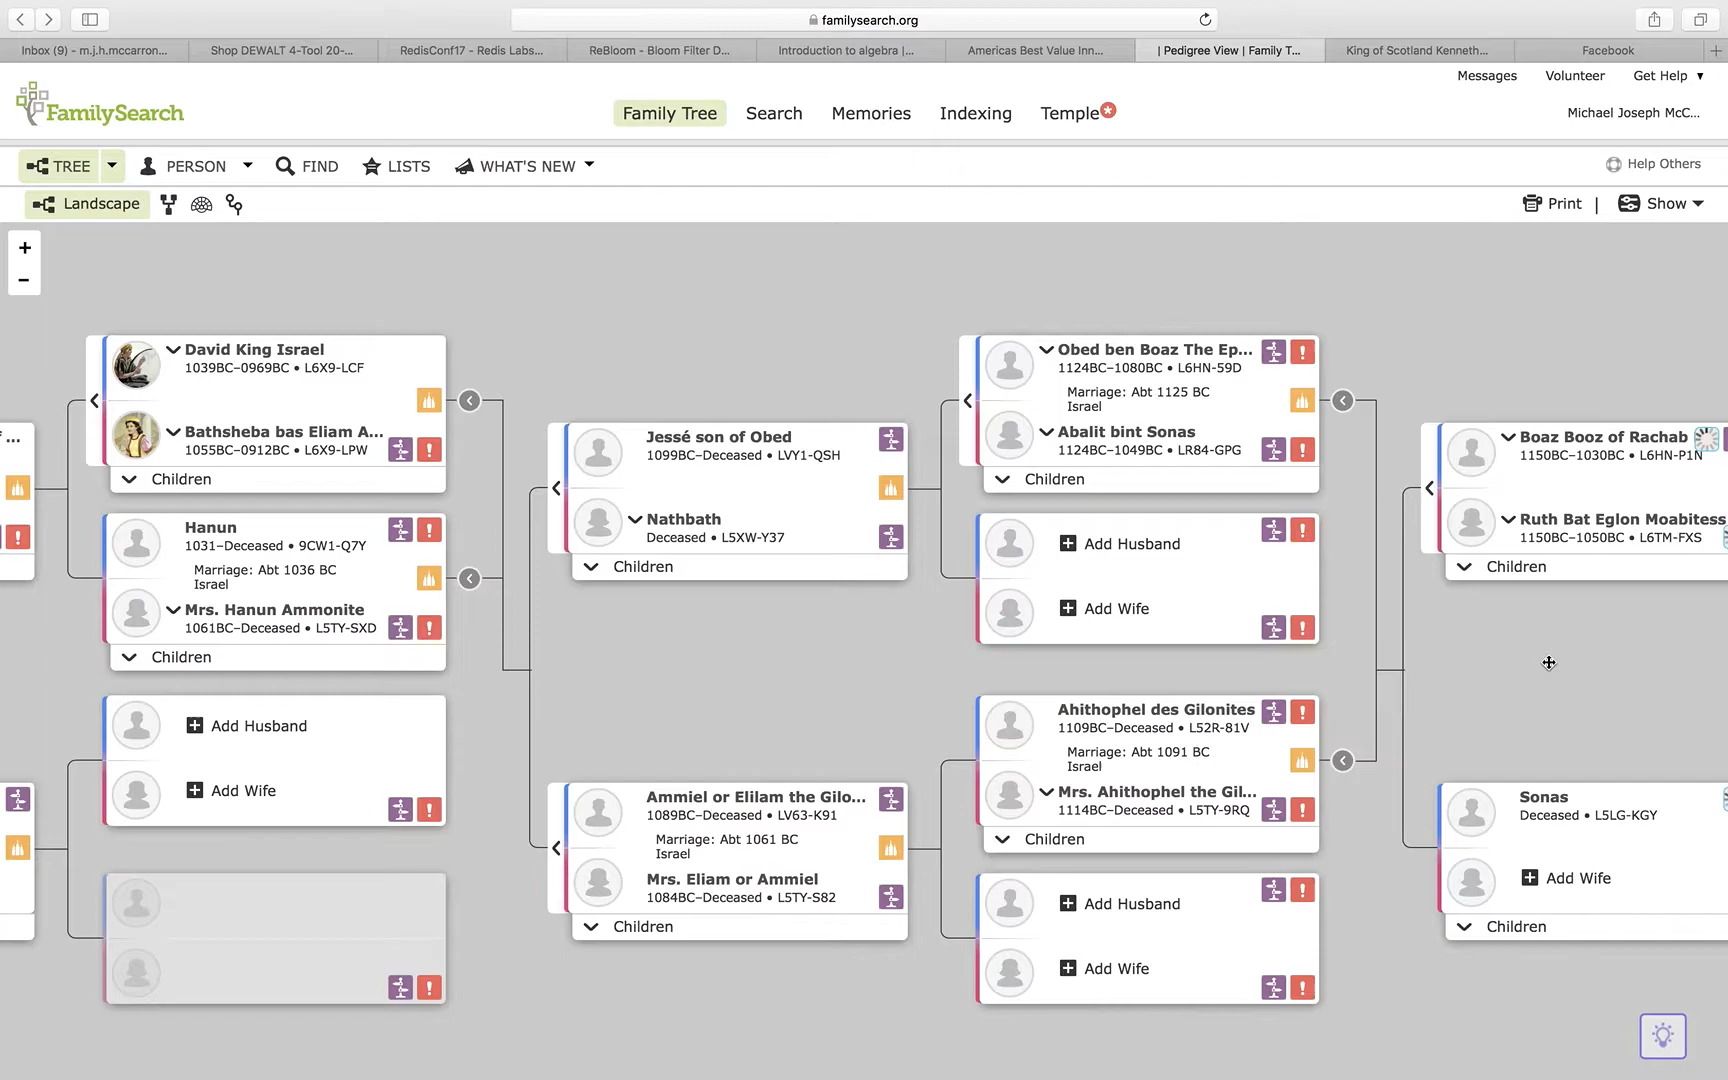 familysearch.org
Inbox (9) - m.j.h.mccarron...
Shop DEWALT 4-Tool 20-...
RedisConf17 - Redis Labs...
ReBloom - Bloom Filter D...
Introduction to algebra |...
Americas Best Value Inn...
| Pedigree View | Family T...
King of Scotland Kenneth...
Facebook
Messages
Volunteer
Get Help
FamilySearch
Family Tree
Search
Memories
Indexing
Temple
Michael Joseph McC...
TREE
PERSON
FIND
LISTS
WHAT'S NEW
Help Others
Landscape
Print |
Show
David King Israel
1039BC–0969BC • L6X9-LCF
Bathsheba bas Eliam A...
1055BC–0912BC • L6X9-LPW
Children
Hanun
1031–Deceased • 9CW1-Q7Y
Marriage: Abt 1036 BC
Israel
Mrs. Hanun Ammonite
1061BC–Deceased • L5TY-SXD
Children
Add Husband
Add Wife
Jessé son of Obed
1099BC–Deceased • LVY1-QSH
Nathbath
Deceased • L5XW-Y37
Children
Ammiel or Elilam the Gilo...
1089BC–Deceased • LV63-K91
Marriage: Abt 1061 BC
Israel
Mrs. Eliam or Ammiel
1084BC–Deceased • L5TY-S82
Children
Obed ben Boaz The Ep...
1124BC–1080BC • L6HN-59D
Marriage: Abt 1125 BC
Israel
Abalit bint Sonas
1124BC–1049BC • LR84-GPG
Children
Add Husband
Add Wife
Ahithophel des Gilonites
1109BC–Deceased • L52R-81V
Marriage: Abt 1091 BC
Israel
Mrs. Ahithophel the Gil...
1114BC–Deceased • L5TY-9RQ
Children
Add Husband
Add Wife
Boaz Booz of Rachab
1150BC–1030BC • L6HN-P1N
Ruth Bat Eglon Moabitess
1150BC–1050BC • L6TM-FXS
Children
Sonas
Deceased • L5LG-KGY
Add Wife
Children